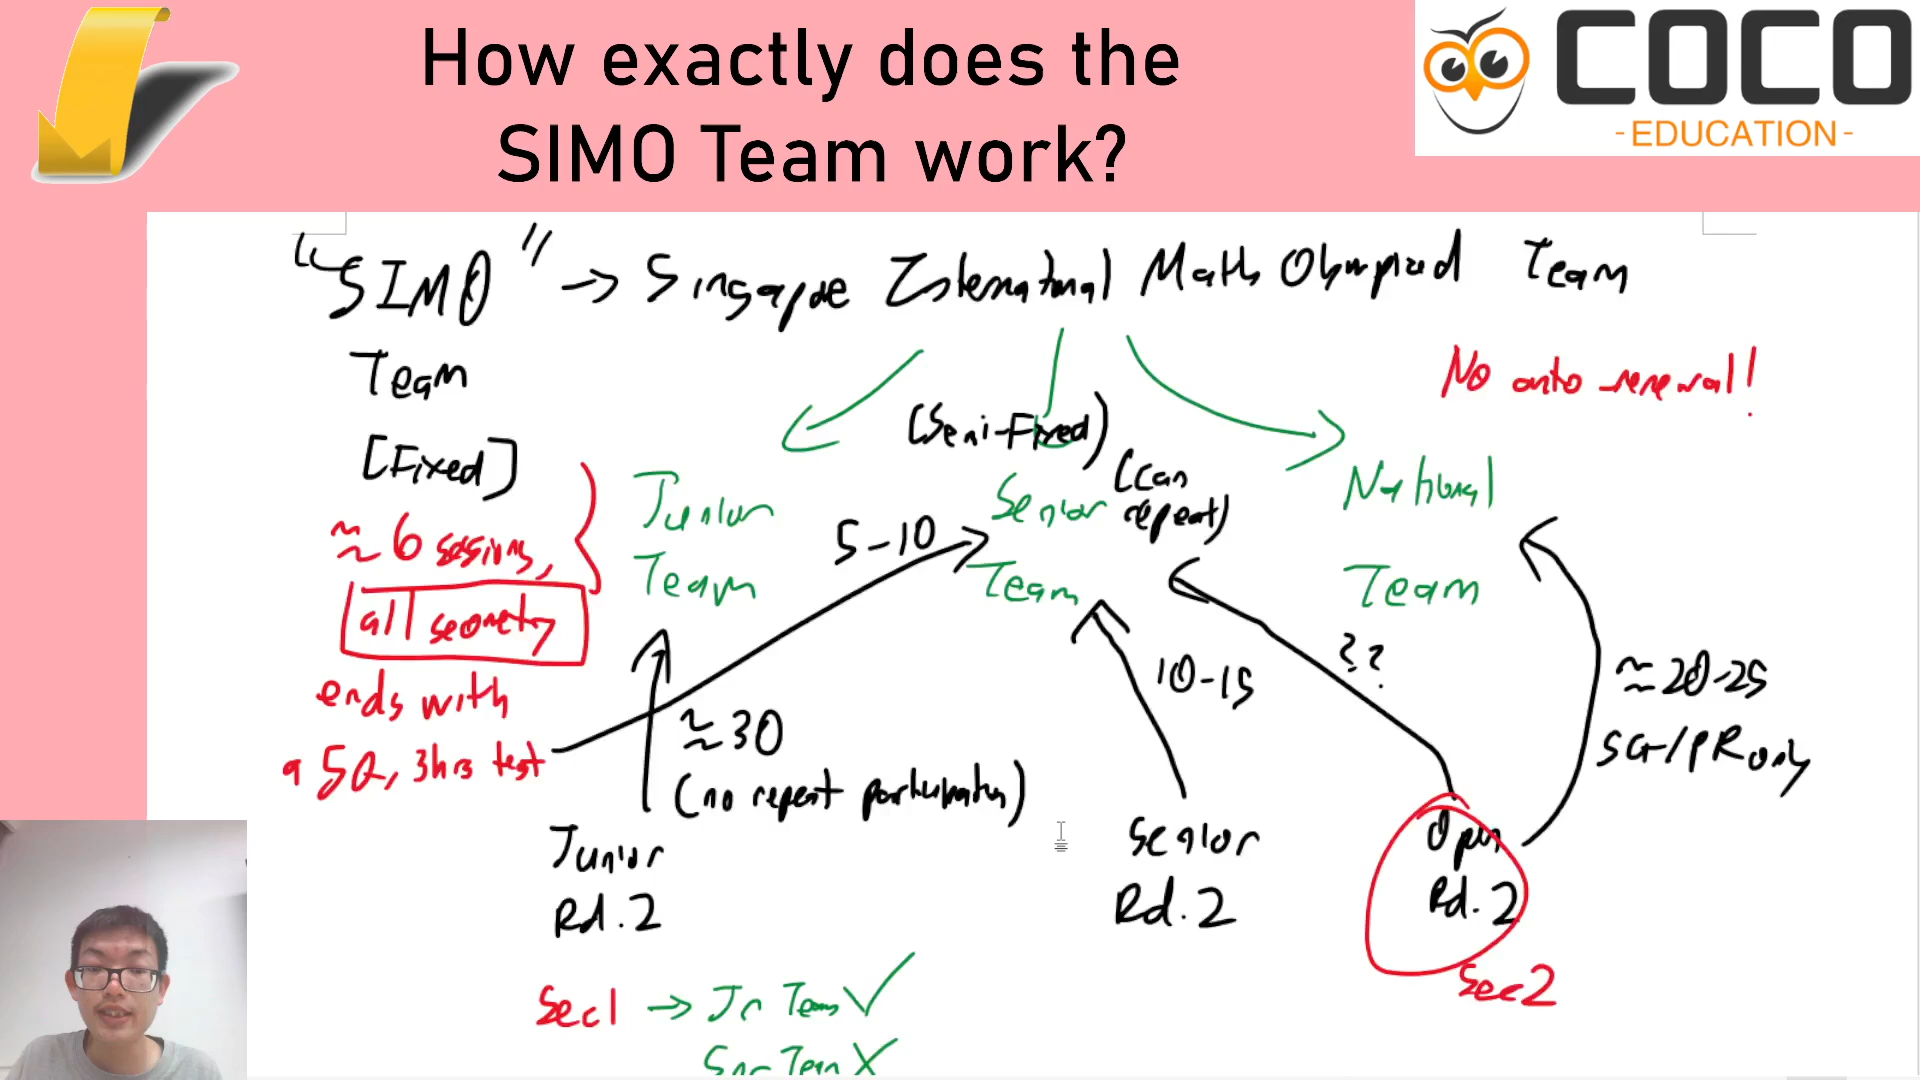 How exactly does the
SIMO Team work?
COCO
-EDUCATION-
"SIMO" → Singapore International Math Olympiad Team
Team
[Fixed]
No auto renewal!
(Semi-Fixed)
(can
repeat)
≈ 6 sessions,
all geometry
ends with
a 5Q, 3hrs test
Junior
Team
5-10
Senior
Team
National
Team
≈30
(no repeat participation)
10-15
??
≈20-25
SG/PR only
Junior
Rd.2
Senior
Rd.2
Open
Rd.2
Sec2
Sec1 → Jr Team ✓
Snr Team X